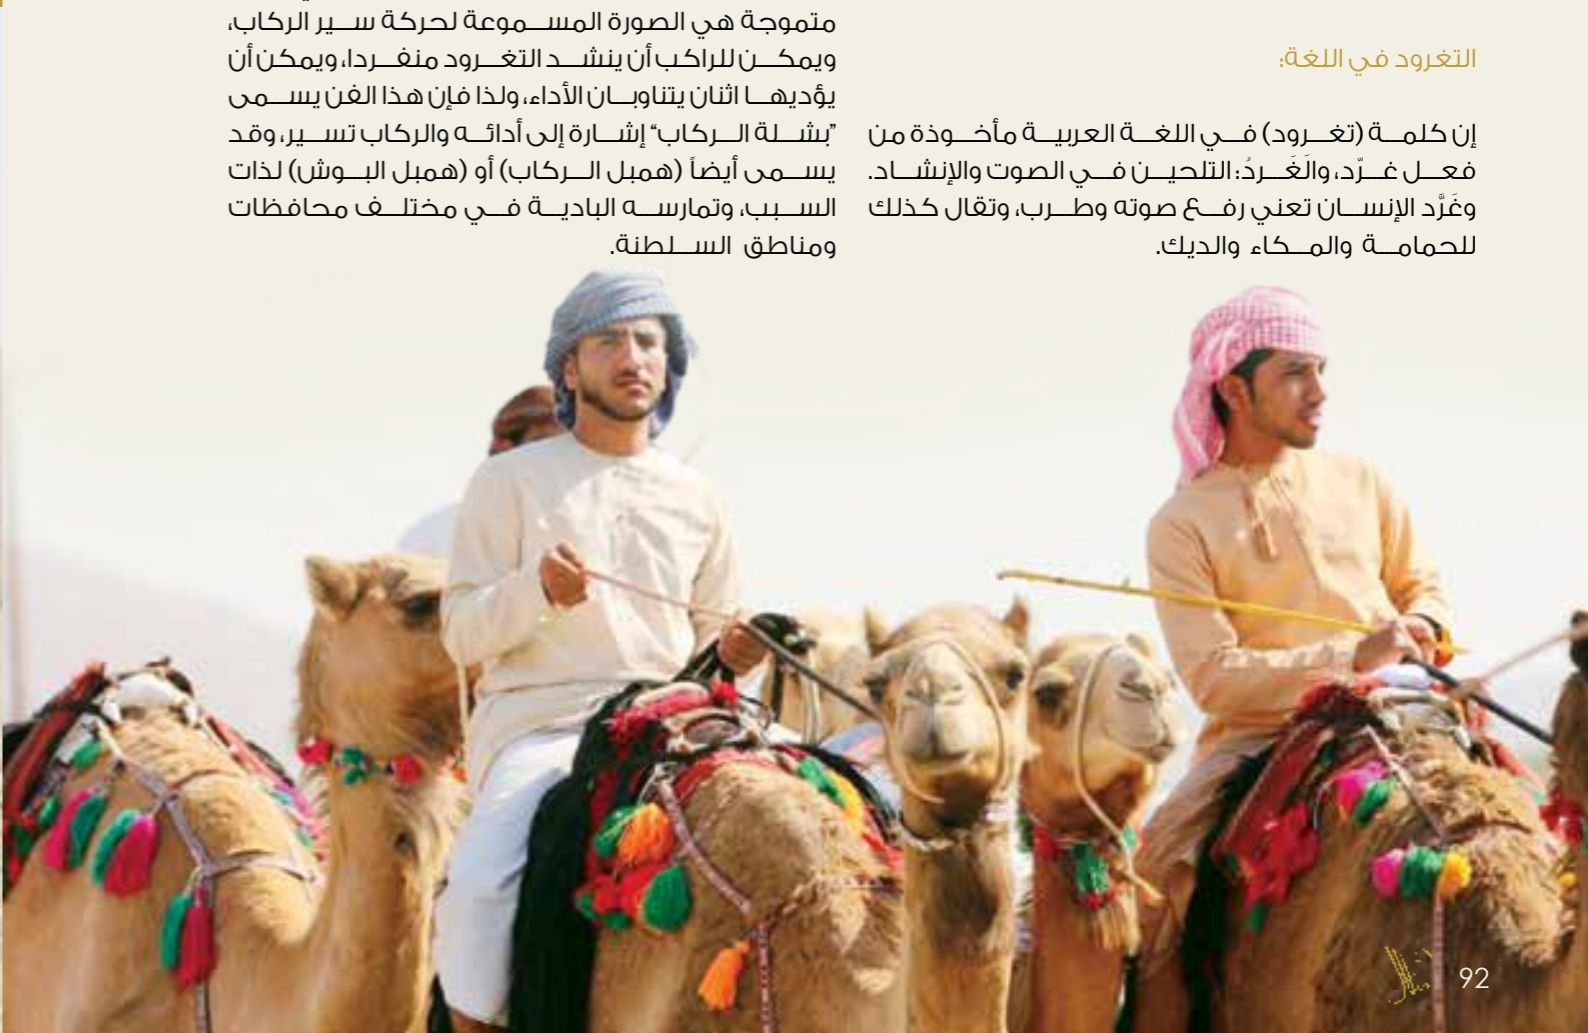 التغرود في اللغة:
إن كلمة (تغرود) في اللغة العربية مأخوذة من
فعل غرّد، والَغَردُ: التلحين في الصوت والإنشاد.
وغَرَّد الإنسان تعني رفع صوته وطرب، وتقال كذلك
للحمامة والمكاء والديك.
متموجة هي الصورة المسموعة لحركة سير الركاب،
ويمكن للراكب أن ينشد التغرود منفردا، ويمكن أن
يؤديها اثنان يتناوبان الأداء، ولذا فإن هذا الفن يسمى
”بشلة الركاب“ إشارة إلى أدائه والركاب تسير، وقد
يسمى أيضاً (همبل الركاب) أو (همبل البوش) لذات
السبب، وتمارسه البادية في مختلف محافظات
ومناطق السلطنة.
92